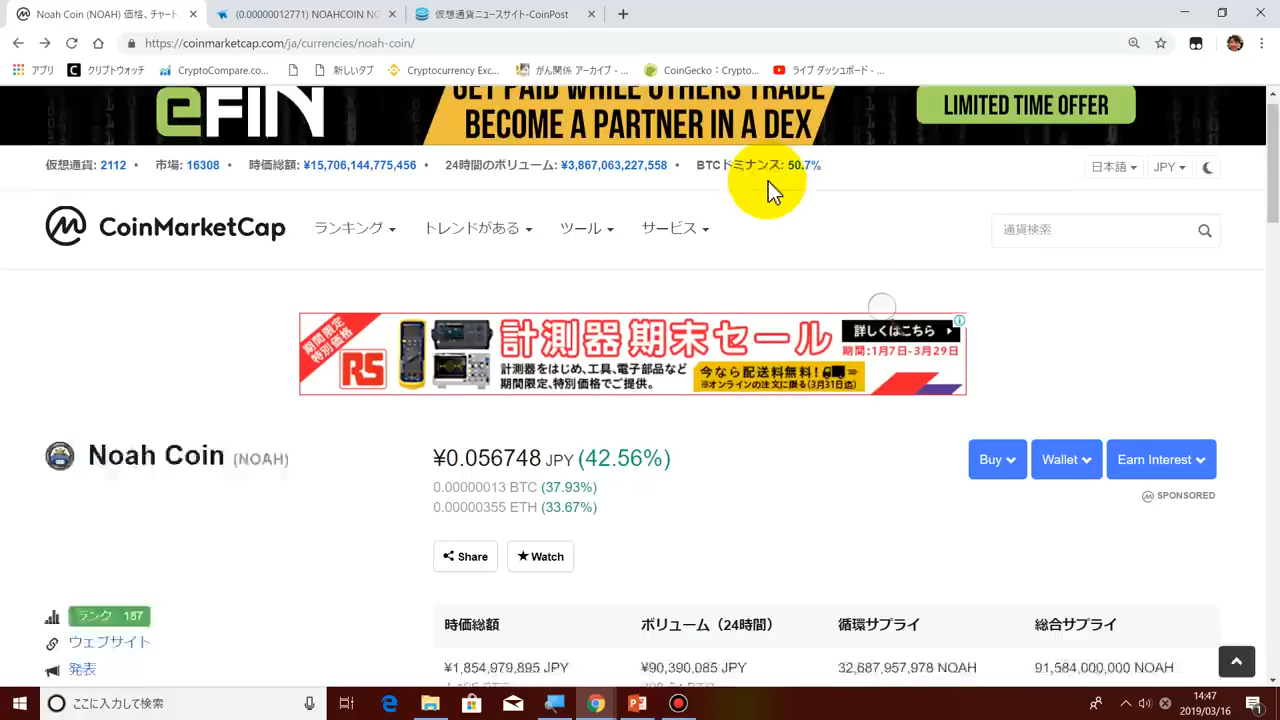 Noah Coin (NOAH) 価格、チャート
(0.00000012771) NOAHCOIN NO
仮想通貨ニュースサイト-CoinPost
https://coinmarketcap.com/ja/currencies/noah-coin/
アプリ クリプトウォッチ CryptoCompare.co... 新しいタブ Cryptocurrency Exc... がん関係 アーカイブ - ... CoinGecko：Crypto... ライブ ダッシュボード - ...
eFIN
GET PAID WHILE OTHERS TRADE
BECOME A PARTNER IN A DEX
LIMITED TIME OFFER
仮想通貨: 2112 • 市場: 16308 • 時価総額: ¥15,706,144,775,456 • 24時間のボリューム: ¥3,867,063,227,558 • BTCドミナンス: 50.7%
日本語 JPY
CoinMarketCap ランキング トレンドがある ツール サービス 通貨検索
期間限定
特別価格
RS
計測器期末セール
計測器をはじめ、工具、電子部品など
期間限定、特別価格でご提供。
今なら配送料無料！
※オンラインの注文に限る(3月31日迄)
詳しくはこちら
期間：1月7日-3月29日
Noah Coin (NOAH)
¥0.056748 JPY (42.56%)
0.00000013 BTC (37.93%)
0.00000355 ETH (33.67%)
Buy Wallet Earn Interest
SPONSORED
Share Watch
ランク 167
ウェブサイト
発表
時価総額 ボリューム（24時間） 循環サプライ 総合サプライ
¥1,854,979,895 JPY ¥90,390,085 JPY 32,687,957,978 NOAH 91,584,000,000 NOAH
ここに入力して検索
14:47
2019/03/16
1